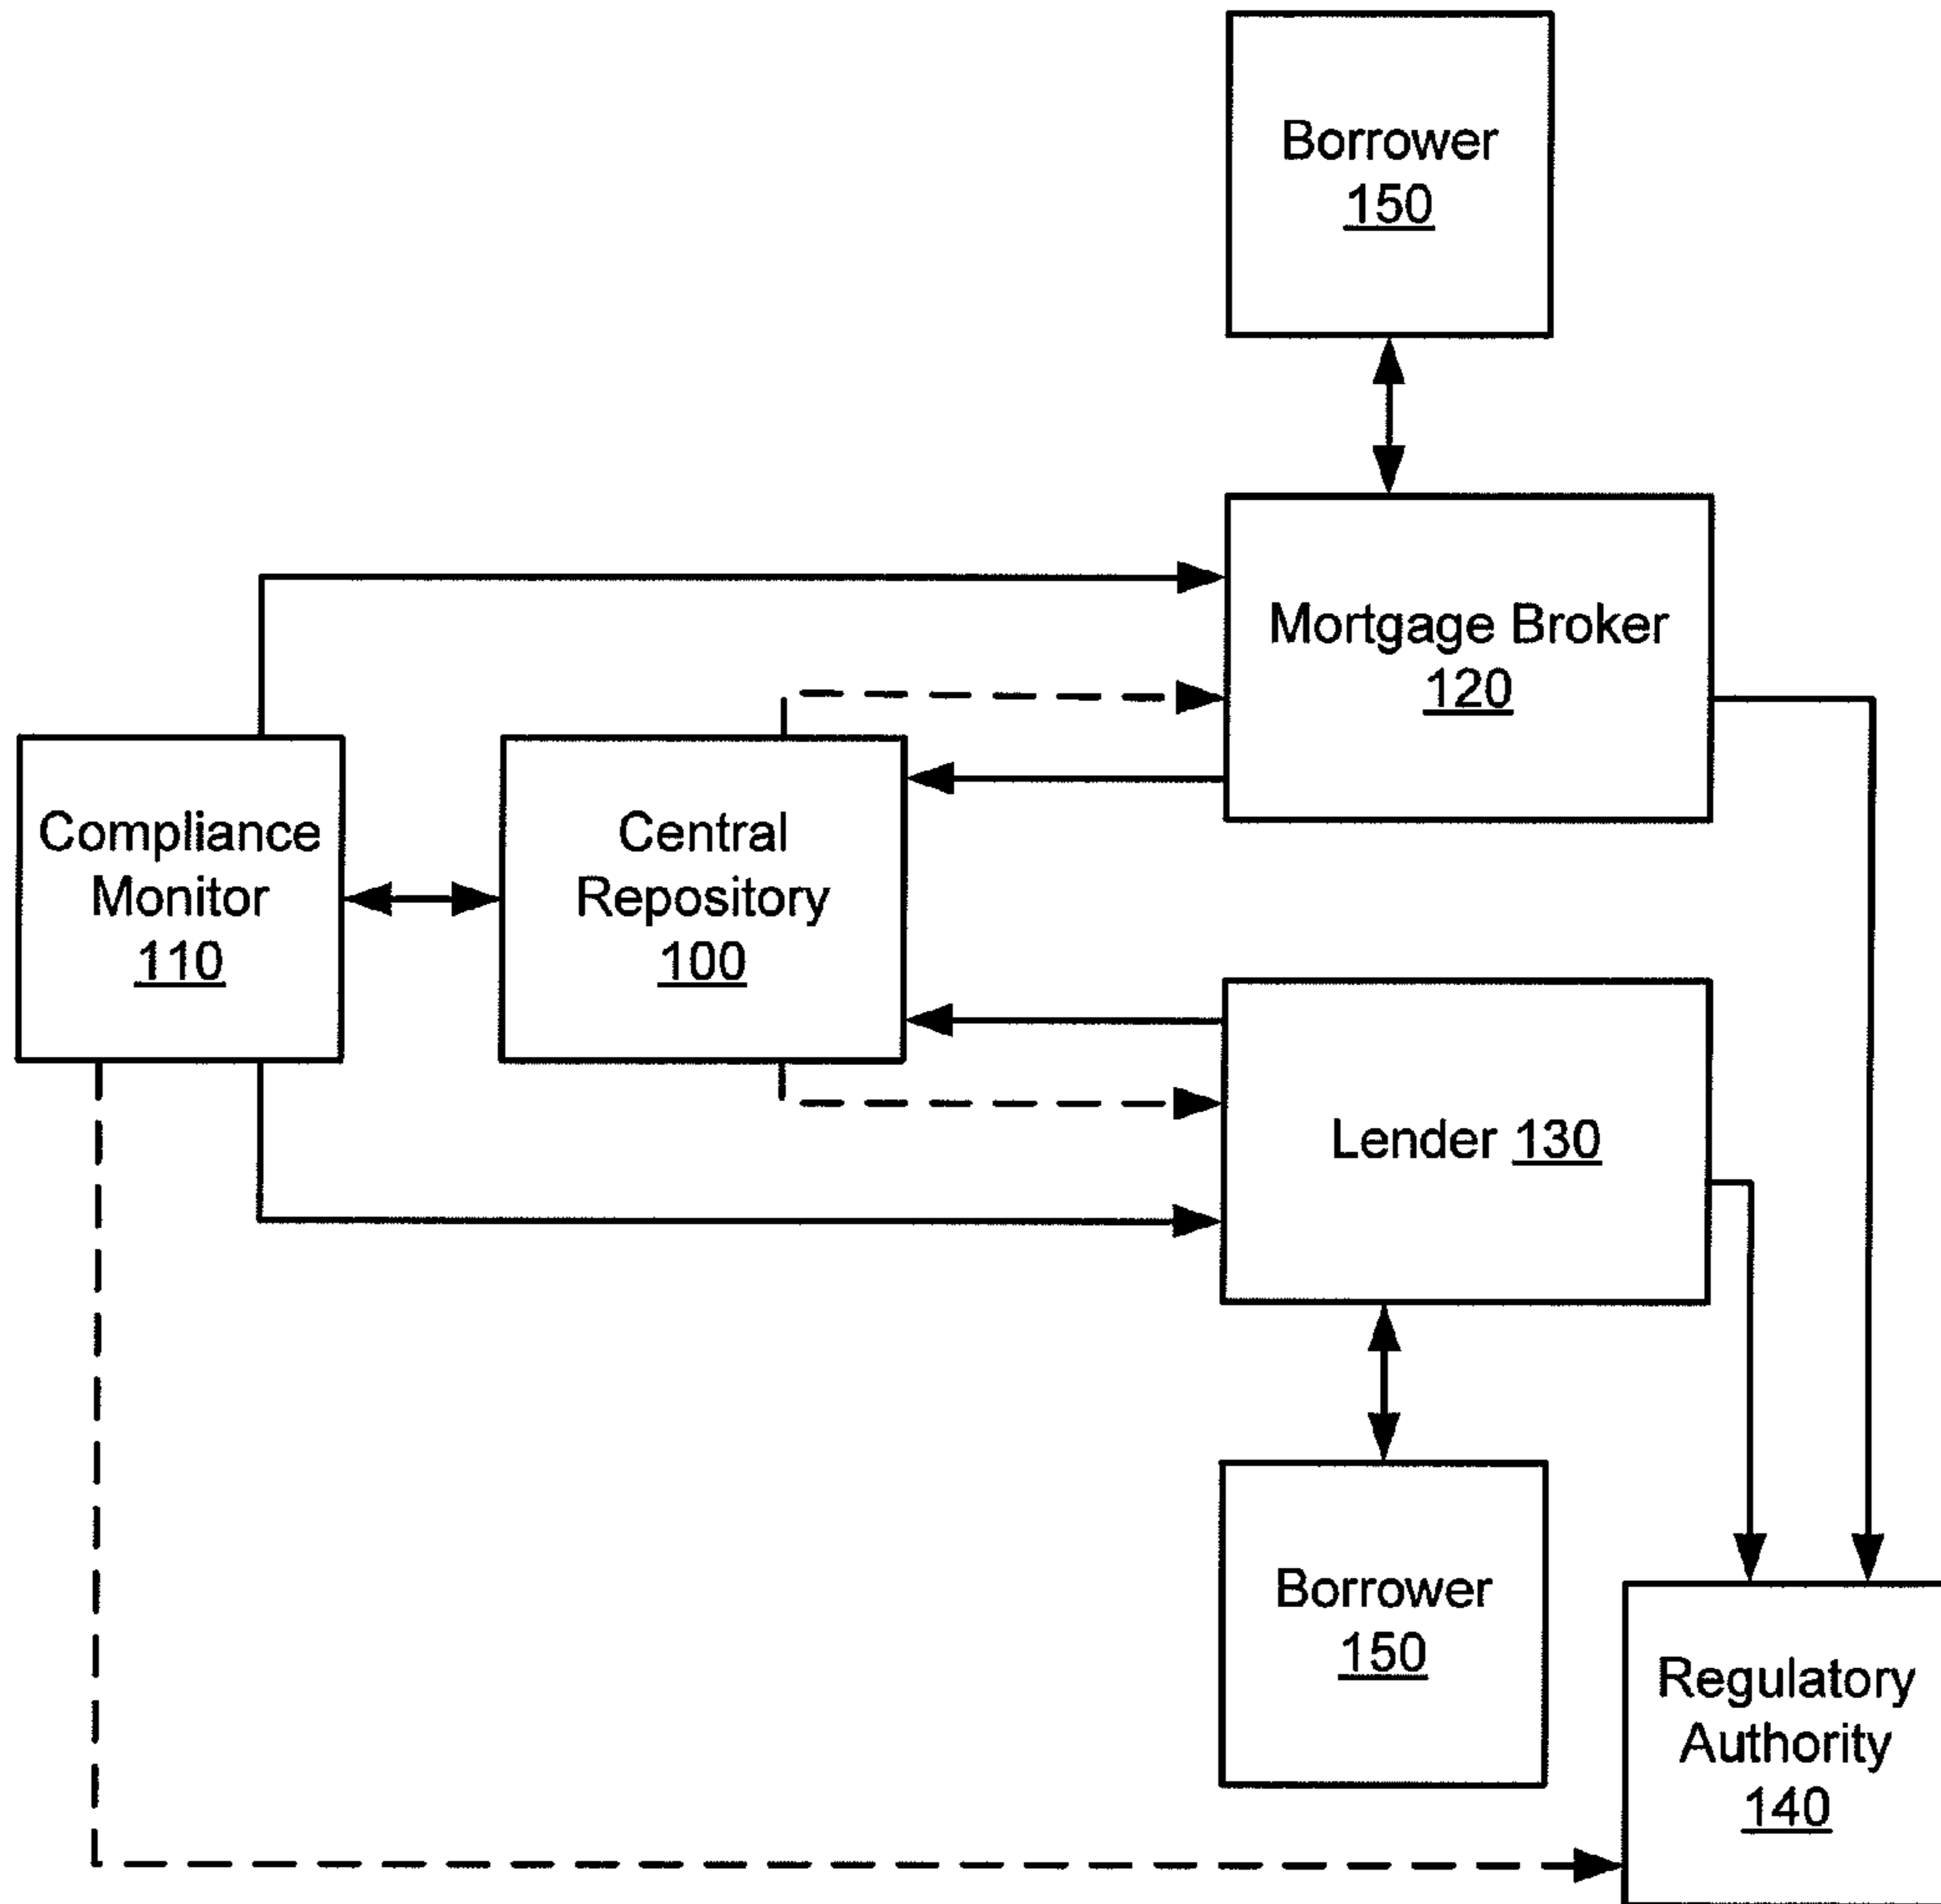 Borrower
150
Mortgage Broker
120
Compliance
Monitor
110
Central
Repository
100
Lender 130
Borrower
150
Regulatory
Authority
140